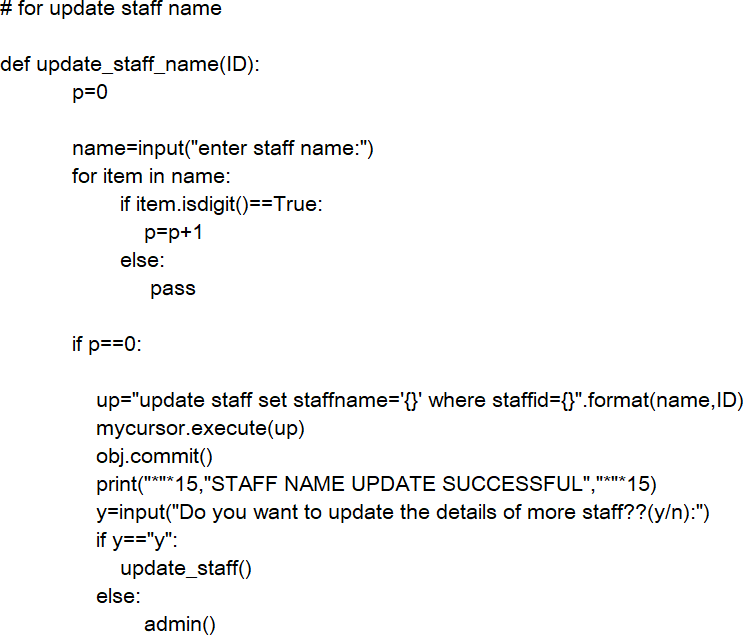 # for update staff name
def update_staff_name(ID):
p=0
name=input("enter staff name:")
for item in name:
if item.isdigit()==True:
p=p+1
else:
pass
if p==0:
up="update staff set staffname='{}' where staffid={}".format(name,ID)
mycursor.execute(up)
obj.commit()
print("*"*15,"STAFF NAME UPDATE SUCCESSFUL","*"*15)
y=input("Do you want to update the details of more staff??(y/n):")
if y=="y":
update_staff()
else:
admin()